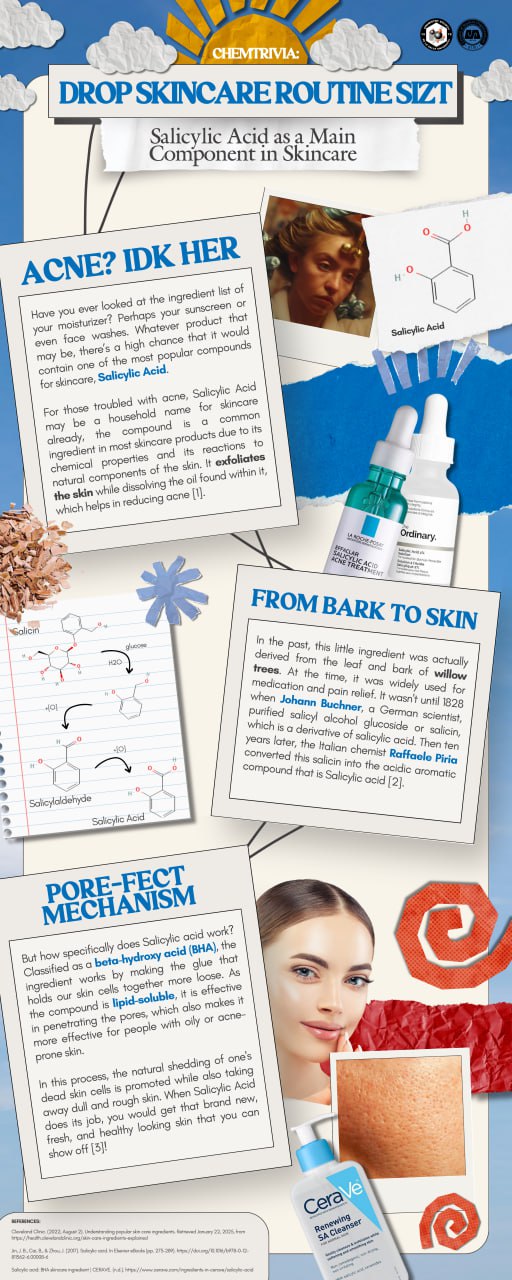 CHEMTRIVIA:
DROP SKINCARE ROUTINE SIZT
Salicylic Acid as a Main
Component in Skincare
ACNE? IDK HER
Have you ever looked at the ingredient list of
your moisturizer? Perhaps your sunscreen or
even face washes. Whatever product that
may be, there's a high chance that it would
contain one of the most popular compounds
for skincare, Salicylic Acid.
For those troubled with acne, Salicylic Acid
may be a household name for skincare
already, the compound is a common
ingredient in most skincare products due to its
chemical properties and its reactions to
natural components of the skin. It exfoliates
the skin while dissolving the oil found within it,
which helps in reducing acne [1].
H
O
O
H
O
Salicylic Acid
LA ROCHE-POSAY
EFFACLAR
SALICYLIC ACID
ACNE TREATMENT
Ordinary.
Salicin
glucose
H2O
+[O]
+[O]
Salicylaldehyde
Salicylic Acid
FROM BARK TO SKIN
In the past, this little ingredient was actually
derived from the leaf and bark of willow
trees. At the time, it was widely used for
medication and pain relief. It wasn't until 1828
when Johann Buchner, a German scientist,
purified salicyl alcohol glucoside or salicin,
which is a derivative of salicylic acid. Then ten
years later, the Italian chemist Raffaele Piria
converted this salicin into the acidic aromatic
compound that is Salicylic acid [2].
PORE-FECT
MECHANISM
But how specifically does Salicylic acid work?
Classified as a beta-hydroxy acid (BHA), the
ingredient works by making the glue that
holds our skin cells together more loose. As
the compound is lipid-soluble, it is effective
in penetrating the pores, which also makes it
more effective for people with oily or acne-
prone skin.
In this process, the natural shedding of one's
dead skin cells is promoted while also taking
away dull and rough skin. When Salicylic Acid
does its job, you would get that brand new,
fresh, and healthy looking skin that you can
show off [3]!
CeraVe
Renewing
SA Cleanser
REFERENCES:
Cleveland Clinic. (2022, August 2). Understanding popular skin care ingredients. Retrieved January 22, 2025, from
https://health.clevelandclinic.org/skin-care-ingredients-explained
Salicylic acid: BHA skincare ingredient | CERAVE. (n.d.). https://www.cerave.com/ingredients-in-cerave/salicylic-acid